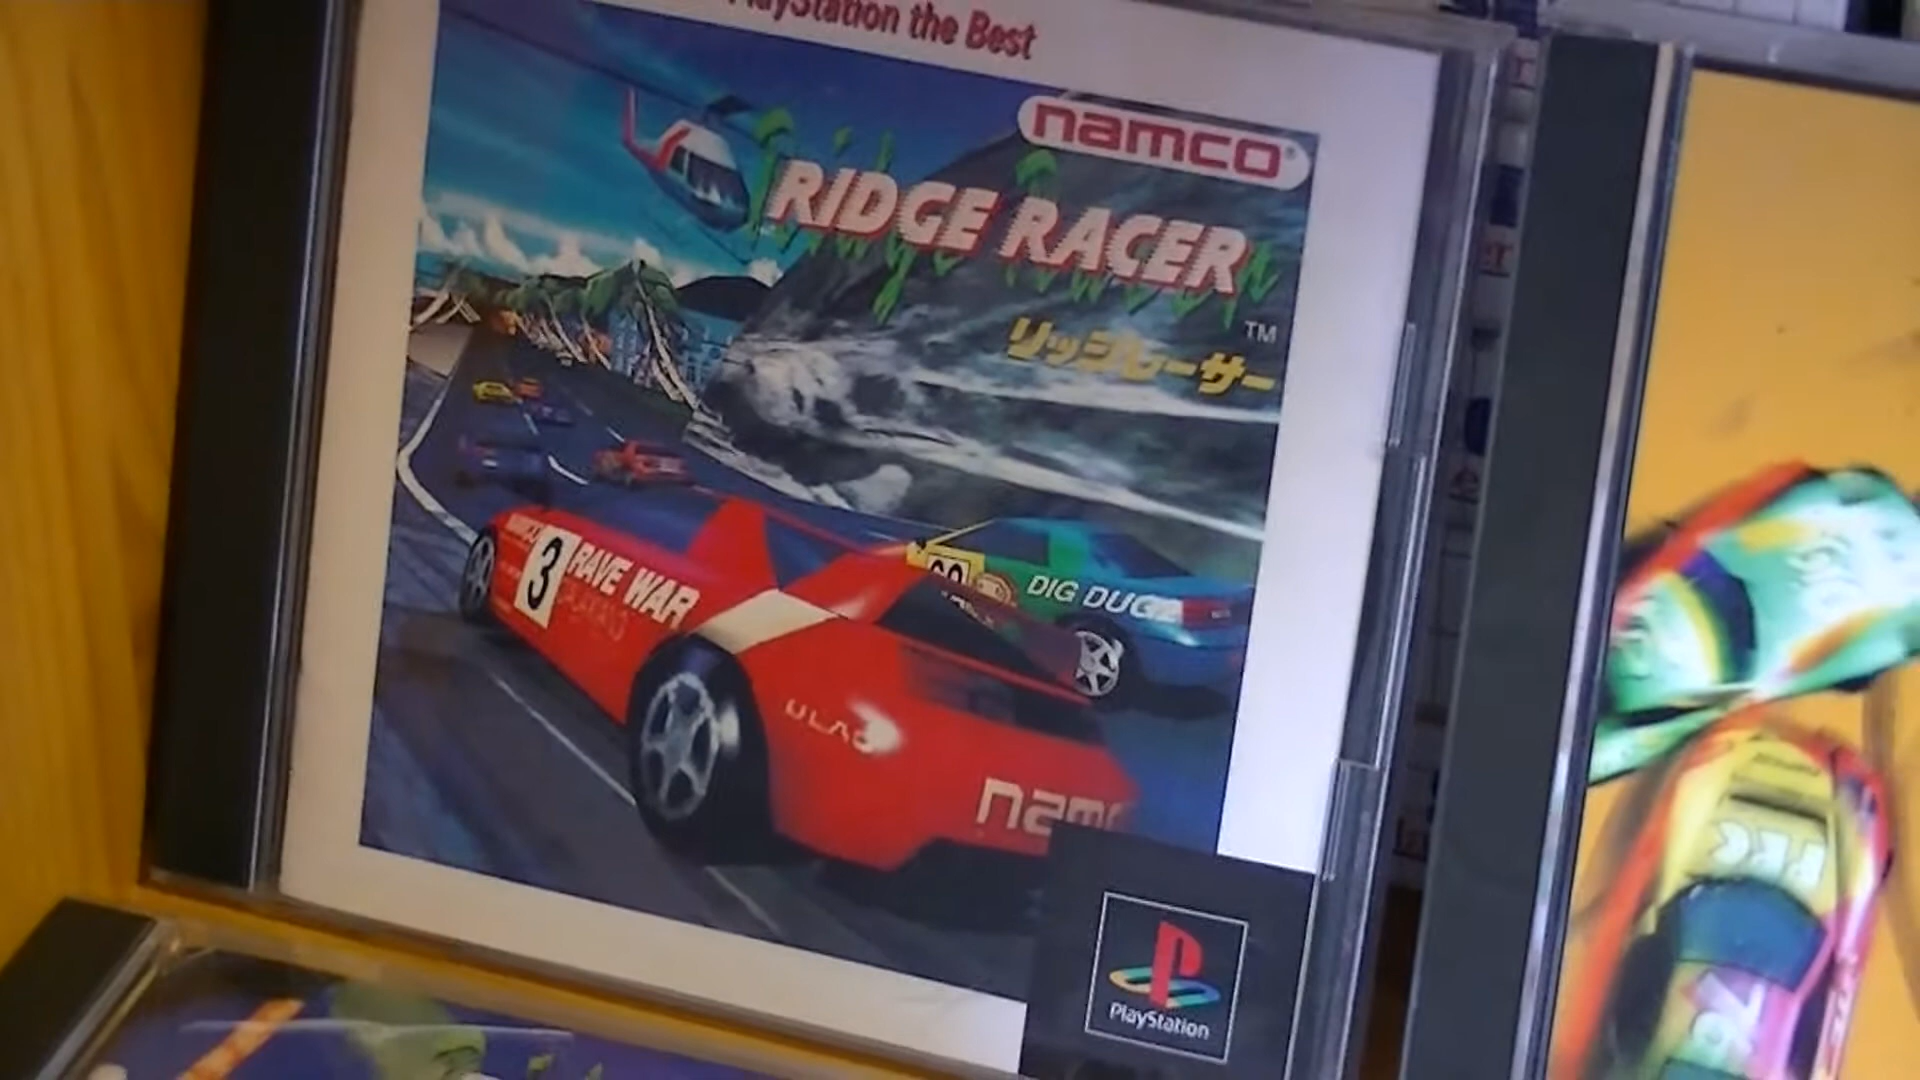 PlayStation the Best
namco
RIDGE RACER
TM
リッジレーサー
3
RAVE WAR
DIG DUG
namc
PlayStation